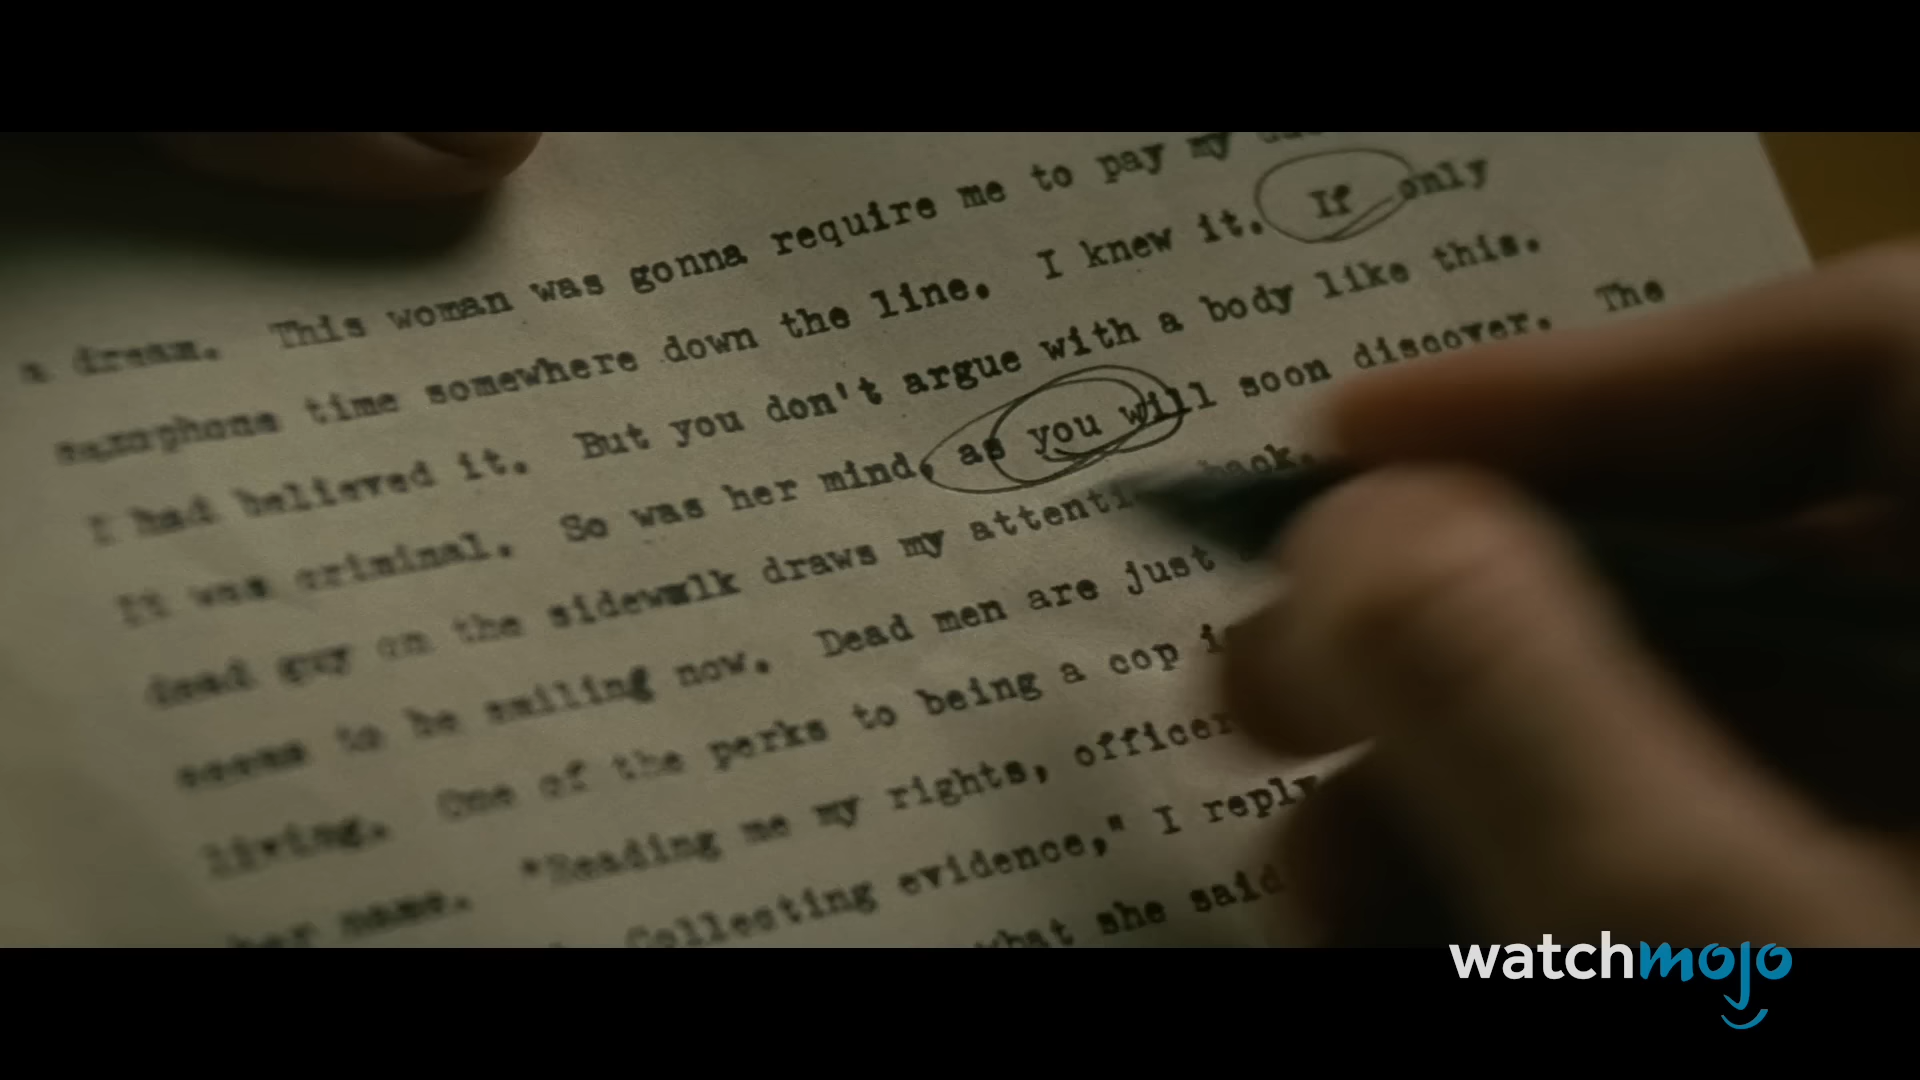 a dream. This woman was gonna require me to pay my
saxophone time somewhere down the line. I knew it. If only
I had believed it. But you don't argue with a body like this.
It was criminal. So was her mind, as you will soon discover. The
dead guy on the sidewalk draws my attention back.
seems to be smiling now. Dead men are just
living. One of the perks to being a cop
her name. "Reading me my rights, officer
Collecting evidence," I reply
what she said
watchmojo